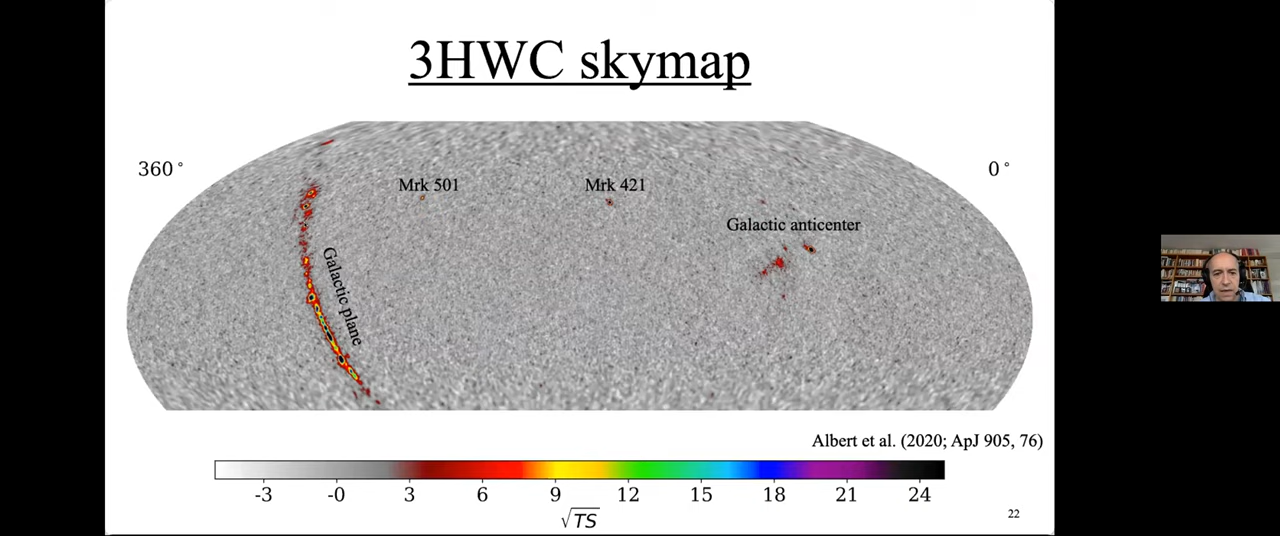 3HWC skymap
360°
0°
Mrk 501
Mrk 421
Galactic anticenter
Galactic plane
Albert et al. (2020; ApJ 905, 76)
-3 -0 3 6 9 12 15 18 21 24
√TS
22